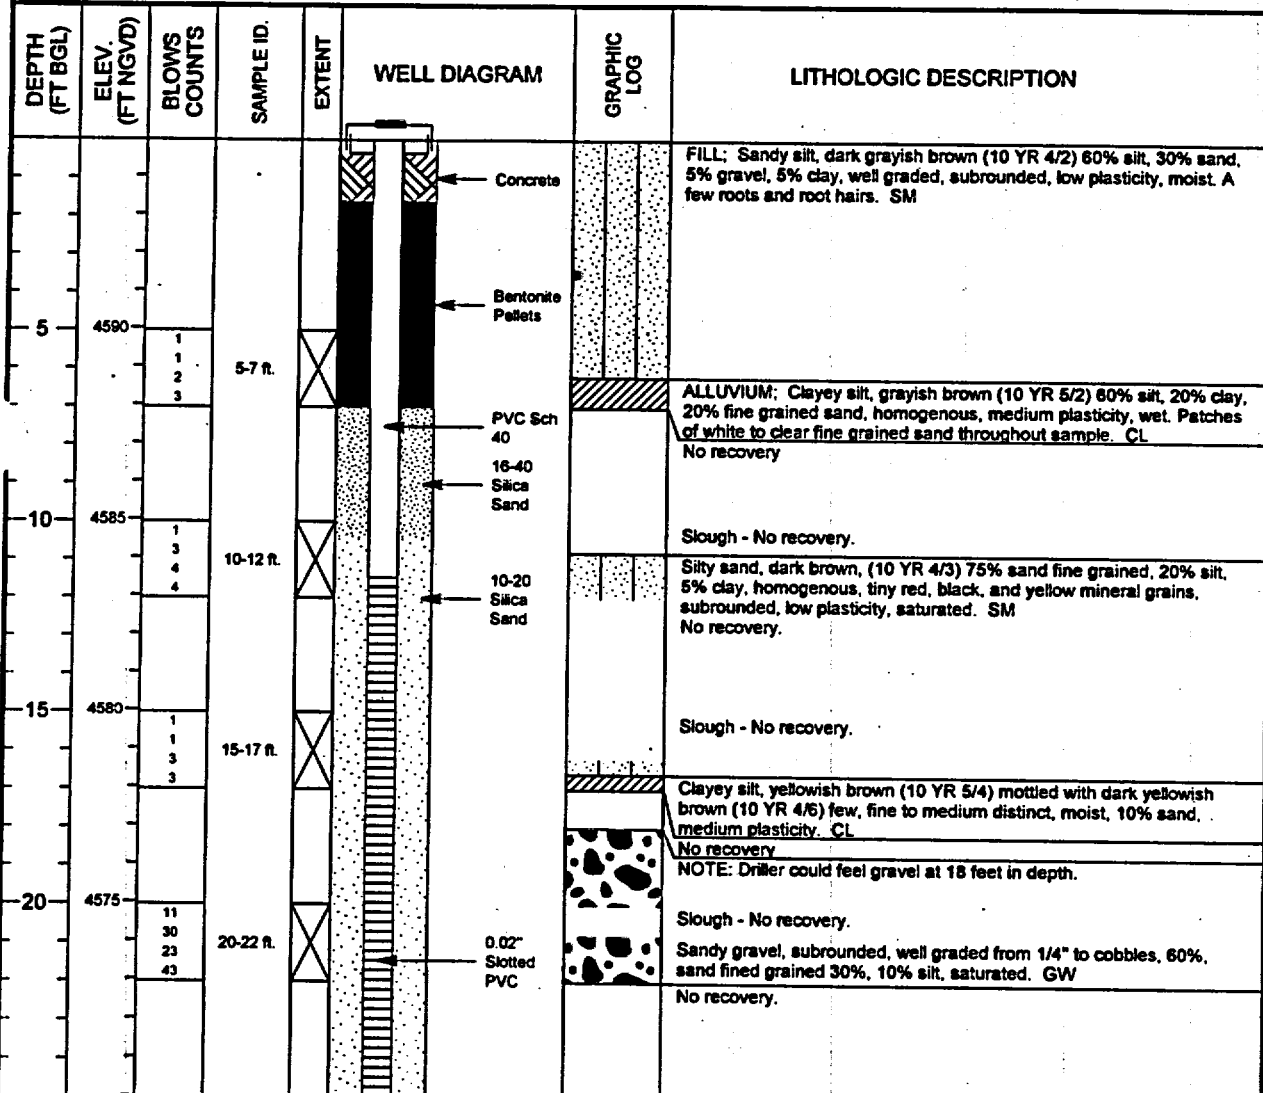 DEPTH
(FT BGL)
ELEV.
(FT NGVD)
BLOWS
COUNTS
SAMPLE ID.
EXTENT
WELL DIAGRAM
GRAPHIC
LOG
LITHOLOGIC DESCRIPTION
FILL; Sandy silt, dark grayish brown (10 YR 4/2) 60% silt, 30% sand,
5% gravel, 5% clay, well graded, subrounded, low plasticity, moist. A
few roots and root hairs. SM
Concrete
Bentonite
Pellets
5
4590
1
1
2
3
5-7 ft.
ALLUVIUM; Clayey silt, grayish brown (10 YR 5/2) 60% silt, 20% clay,
20% fine grained sand, homogenous, medium plasticity, wet. Patches
of white to clear fine grained sand throughout sample. CL
No recovery
PVC Sch
40
16-40
Silica
Sand
10
4585
1
3
4
4
10-12 ft.
Slough - No recovery.
Silty sand, dark brown, (10 YR 4/3) 75% sand fine grained, 20% silt,
5% clay, homogenous, tiny red, black, and yellow mineral grains,
subrounded, low plasticity, saturated. SM
No recovery.
10-20
Silica
Sand
15
4580
1
1
3
3
15-17 ft.
Slough - No recovery.
Clayey silt, yellowish brown (10 YR 5/4) mottled with dark yellowish
brown (10 YR 4/6) few, fine to medium distinct, moist, 10% sand,
medium plasticity. CL
No recovery
NOTE: Driller could feel gravel at 18 feet in depth.
20
4575
11
30
23
43
20-22 ft.
Slough - No recovery.
Sandy gravel, subrounded, well graded from 1/4" to cobbles, 60%,
sand fined grained 30%, 10% silt, saturated. GW
No recovery.
0.02"
Slotted
PVC